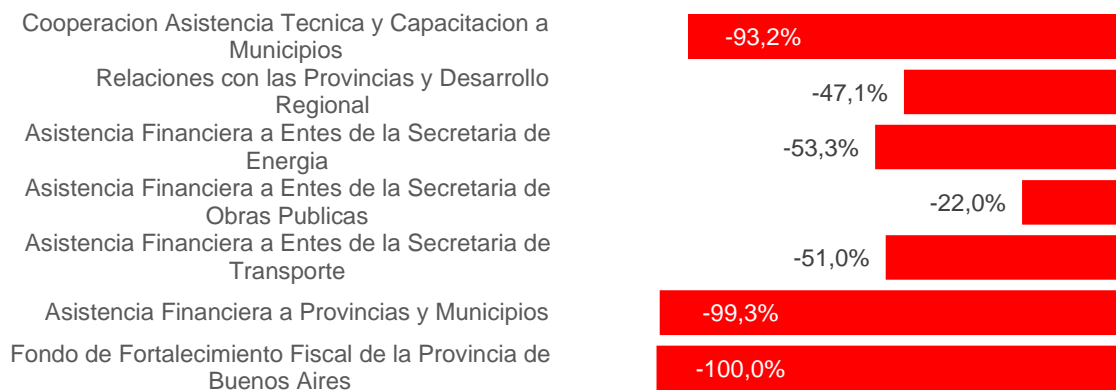 Cooperacion Asistencia Tecnica y Capacitacion a
Municipios
-93,2%
Relaciones con las Provincias y Desarrollo
Regional
-47,1%
Asistencia Financiera a Entes de la Secretaria de
Energia
-53,3%
Asistencia Financiera a Entes de la Secretaria de
Obras Publicas
-22,0%
Asistencia Financiera a Entes de la Secretaria de
Transporte
-51,0%
Asistencia Financiera a Provincias y Municipios
-99,3%
Fondo de Fortalecimiento Fiscal de la Provincia de
Buenos Aires
-100,0%